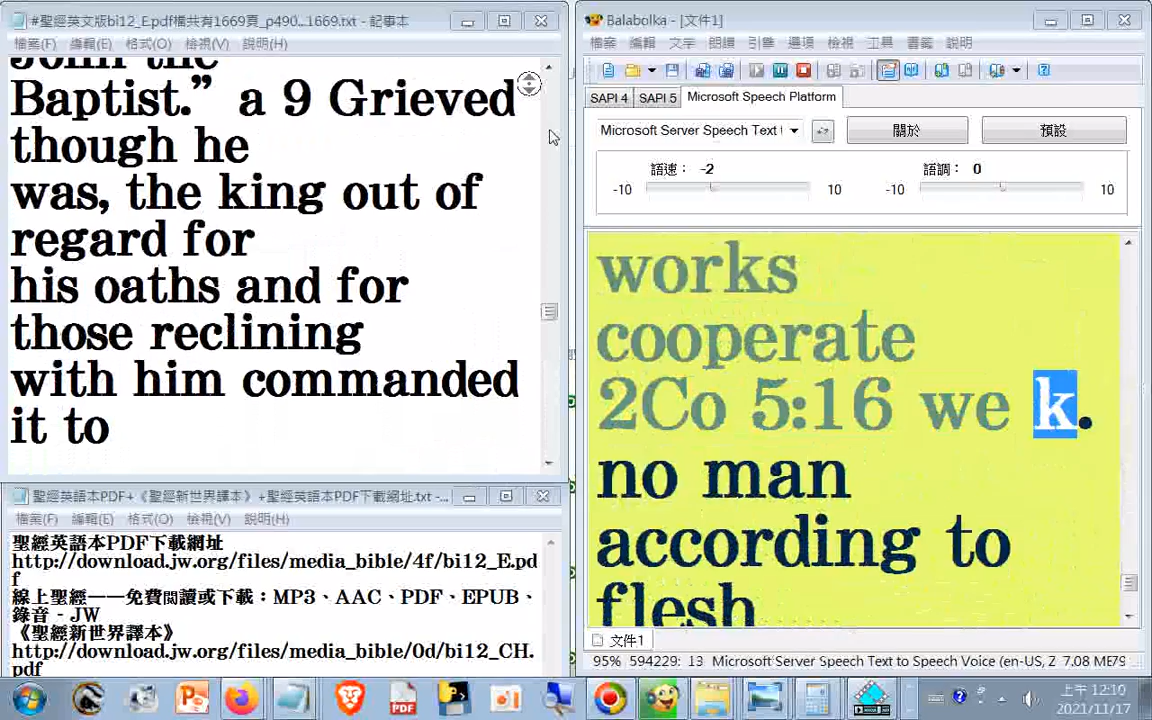 #聖經英文版bi12_E.pdf檔共有1669頁_p490...1669.txt - 記事本
檔案(F) 編輯(E) 格式(O) 檢視(V) 說明(H)
John the
Baptist.” a 9 Grieved
though he
was, the king out of
regard for
his oaths and for
those reclining
with him commanded
it to
聖經英語本PDF+《聖經新世界譯本》+聖經英語本PDF下載網址.txt - ...
檔案(F) 編輯(E) 格式(O) 檢視(V) 說明(H)
聖經英語本PDF下載網址
http://download.jw.org/files/media_bible/4f/bi12_E.pd
f
線上聖經——免費閱讀或下載：MP3、AAC、PDF、EPUB、
錄音 - JW
《聖經新世界譯本》
http://download.jw.org/files/media_bible/0d/bi12_CH.
pdf
Balabolka - [文件1]
檔案 編輯 文字 朗讀 引擎 選項 檢視 工具 書籤 說明
SAPI 4 SAPI 5 Microsoft Speech Platform
Microsoft Server Speech Text 關於 預設
語速： -2 語調： 0
-10 10 -10 10
works
cooperate
2Co 5:16 we k.
no man
according to
flesh
文件1
95% 594229: 13 Microsoft Server Speech Text to Speech Voice (en-US, Z 7.08 ME79
上午 12:10
2021/11/17